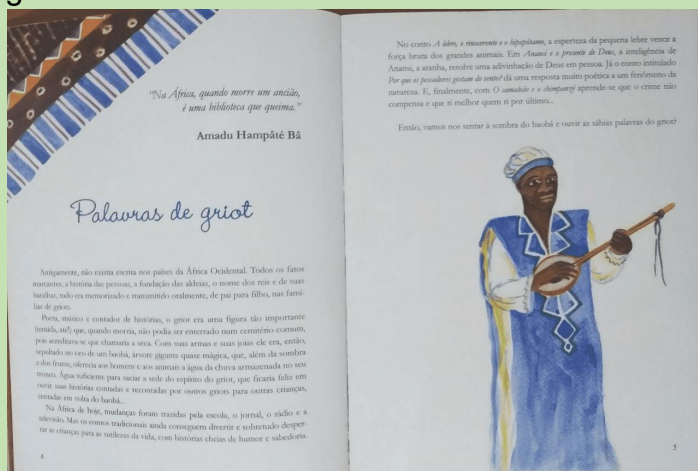 "Na África, quando morre um ancião,
é uma biblioteca que queima."
Amadu Hampâté Bâ
Palavras de griot
Antigamente, não existia escrita nos países da África Ocidental. Todos os fatos
marcantes, a história das pessoas, a fundação das aldeias, o nome dos reis e de suas
batalhas, tudo era memorizado e transmitido oralmente, de pai para filho, nas famí-
lias de griots.
Poeta, músico e contador de histórias, o griot era uma figura tão importante
(temida, até!) que, quando morria, não podia ser enterrado num cemitério comum,
pois acreditava-se que chamaria a seca. Com suas armas e suas joias ele era, então,
sepultado no oco de um baobá, árvore gigante quase mágica, que, além da sombra
e dos frutos, oferecia aos homens e aos animais a água da chuva armazenada no seu
tronco. Água suficiente para saciar a sede do espírito do griot, que ficaria feliz em
ouvir suas histórias contadas e recontadas por outros griots para outras crianças,
sentadas em volta do baobá...
Na África de hoje, mudanças foram trazidas pela escola, o jornal, o rádio e a
televisão. Mas os contos tradicionais ainda conseguem divertir e sobretudo desper-
tar as crianças para as sutilezas da vida, com histórias cheias de humor e sabedoria.
4
No conto A lebre, o rinoceronte e o hipopótamo, a esperteza da pequena lebre vence a
força bruta dos grandes animais. Em Anansi e o presente de Deus, a inteligência de
Anansi, a aranha, resolve uma adivinhação de Deus em pessoa. Já o conto intitulado
Por que os pescadores gostam do vento? dá uma resposta muito poética a um fenômeno da
natureza. E, finalmente, com O camaleão e o chimpanzé aprende-se que o crime não
compensa e que ri melhor quem ri por último...
Então, vamos nos sentar à sombra do baobá e ouvir as sábias palavras do griot?
5